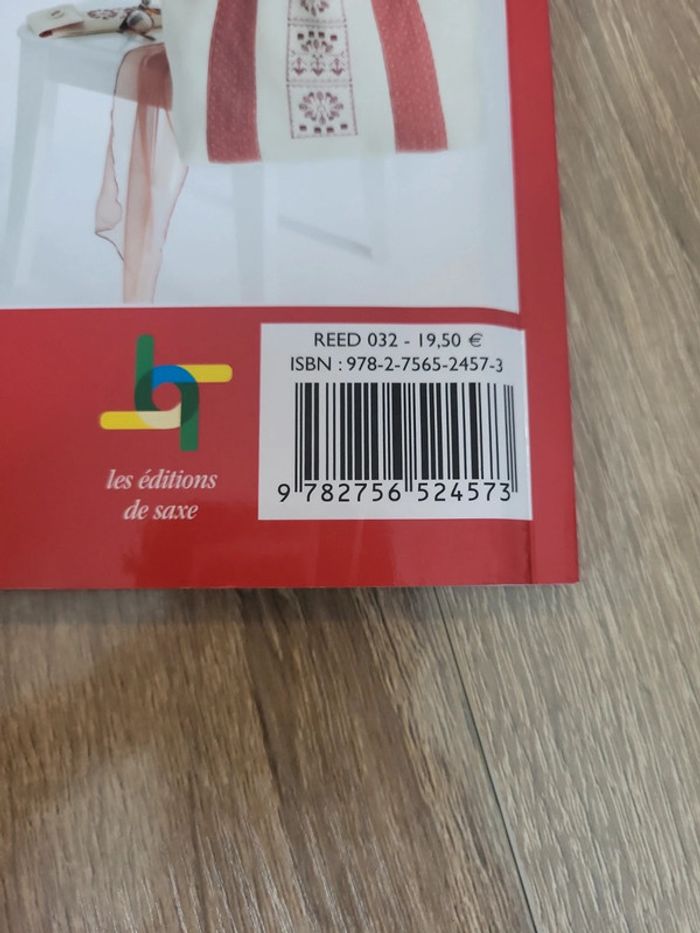 REED 032 - 19,50 €
ISBN : 978-2-7565-2457-3
9 782756 524573
les éditions
de saxe